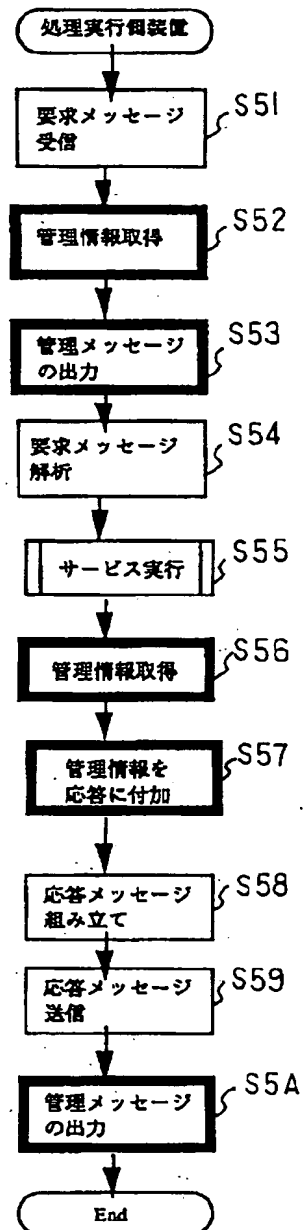 処理実行側装置
要求メッセージ
受信
S51
管理情報取得
S52
管理メッセージ
の出力
S53
要求メッセージ
解析
S54
サービス実行
S55
管理情報取得
S56
管理情報を
応答に付加
S57
応答メッセージ
組み立て
S58
応答メッセージ
送信
S59
管理メッセージ
の出力
S5A
End